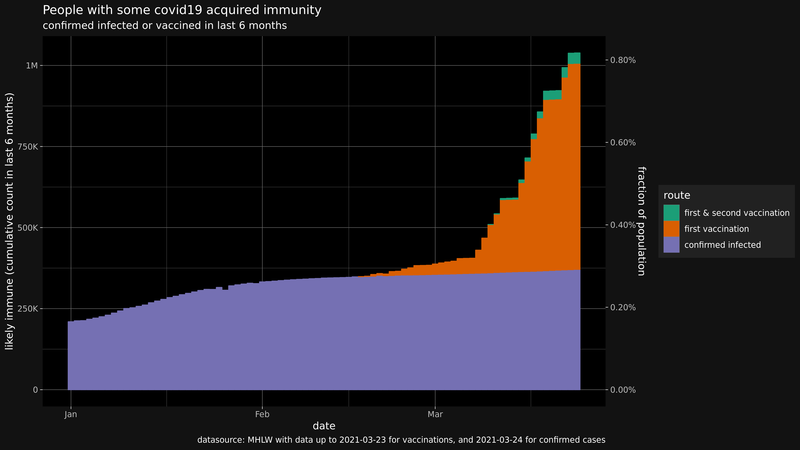 People with some covid19 acquired immunity
confirmed infected or vaccined in last 6 months
likely immune (cumulative count in last 6 months)
1M
750K
500K
250K
0
Jan
Feb
Mar
date
0.80%
0.60%
0.40%
0.20%
0.00%
fraction of population
route
first & second vaccination
first vaccination
confirmed infected
datasource: MHLW with data up to 2021-03-23 for vaccinations, and 2021-03-24 for confirmed cases